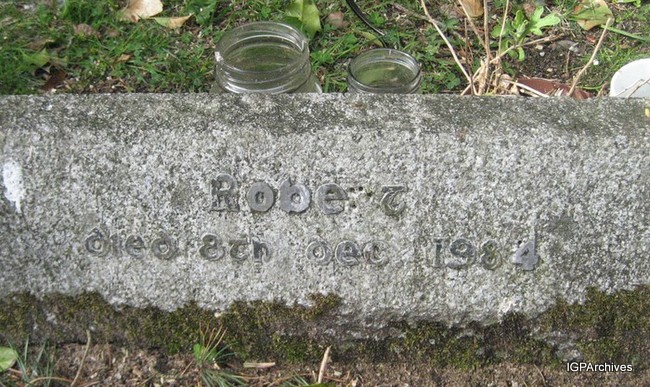 Robert
Died 8th Dec 1984
IGPArchives